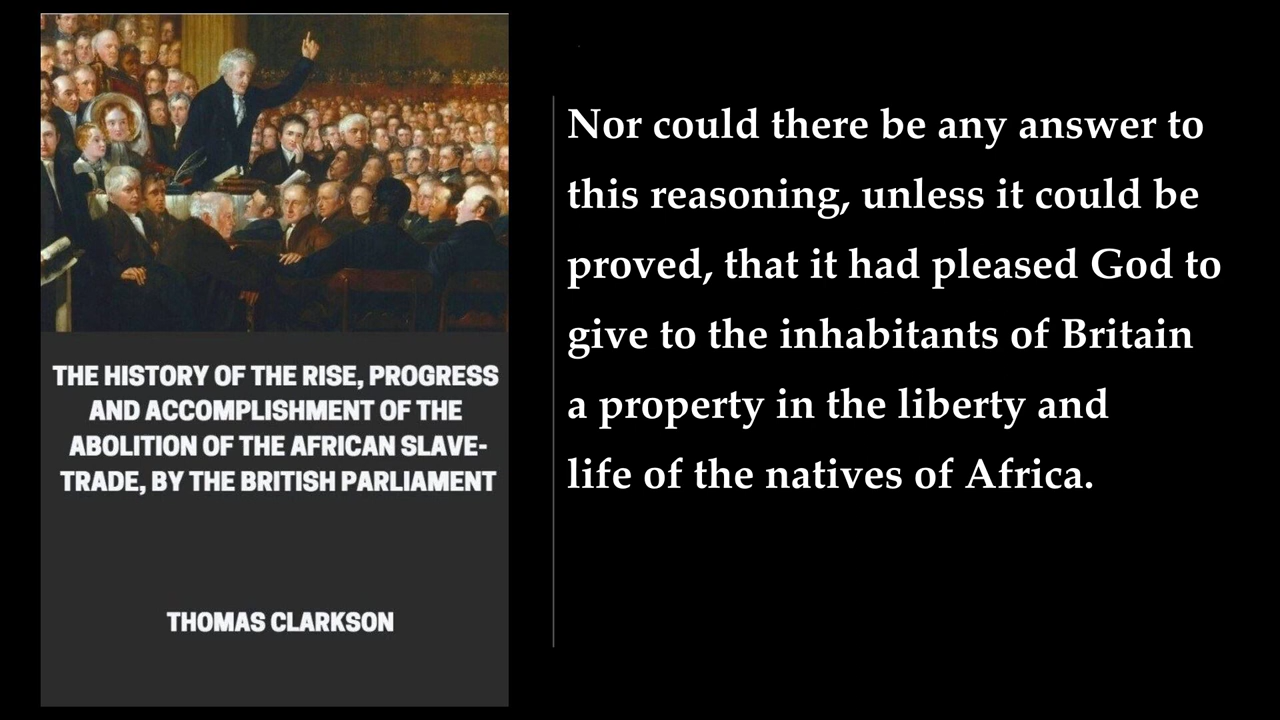 THE HISTORY OF THE RISE, PROGRESS
AND ACCOMPLISHMENT OF THE
ABOLITION OF THE AFRICAN SLAVE-
TRADE, BY THE BRITISH PARLIAMENT
THOMAS CLARKSON
Nor could there be any answer to
this reasoning, unless it could be
proved, that it had pleased God to
give to the inhabitants of Britain
a property in the liberty and
life of the natives of Africa.